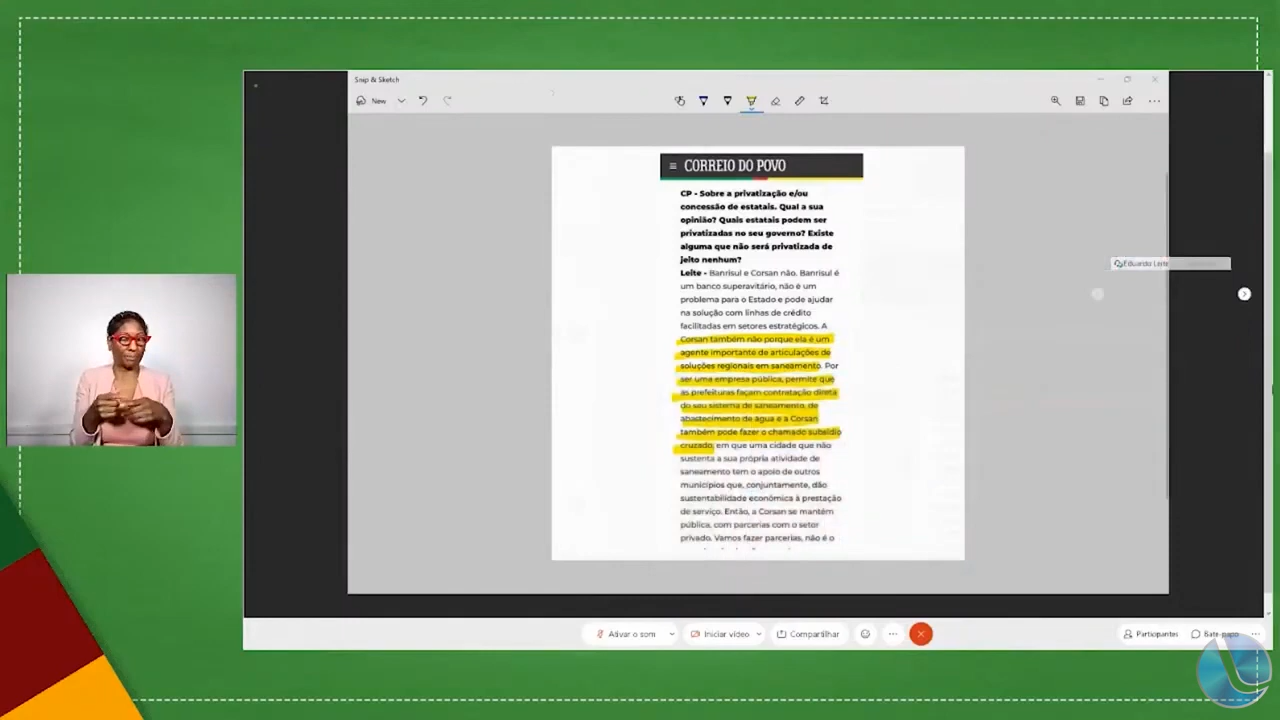 Snip & Sketch
New
CORREIO DO POVO
CP - Sobre a privatização e/ou
concessão de estatais. Qual a sua
opinião? Quais estatais podem ser
privatizadas no seu governo? Existe
alguma que não será privatizada de
jeito nenhum?
Leite - Banrisul e Corsan não. Banrisul é
um banco superavitário, não é um
problema para o Estado e pode ajudar
na solução com linhas de crédito
facilitadas em setores estratégicos. A
Corsan também não porque ela é um
agente importante de articulações de
soluções regionais em saneamento. Por
ser uma empresa pública, permite que
as prefeituras façam contratação direta
do seu sistema de saneamento, de
abastecimento de água e a Corsan
também pode fazer o chamado subsídio
cruzado, em que uma cidade que não
sustenta a sua própria atividade de
saneamento tem o apoio de outros
municípios que, conjuntamente, dão
sustentabilidade econômica à prestação
de serviço. Então, a Corsan se mantém
pública, com parcerias com o setor
privado. Vamos fazer parcerias, não é o
Eduardo Leite
Ativar o som
Iniciar vídeo
Compartilhar
Participantes
Bate-papo